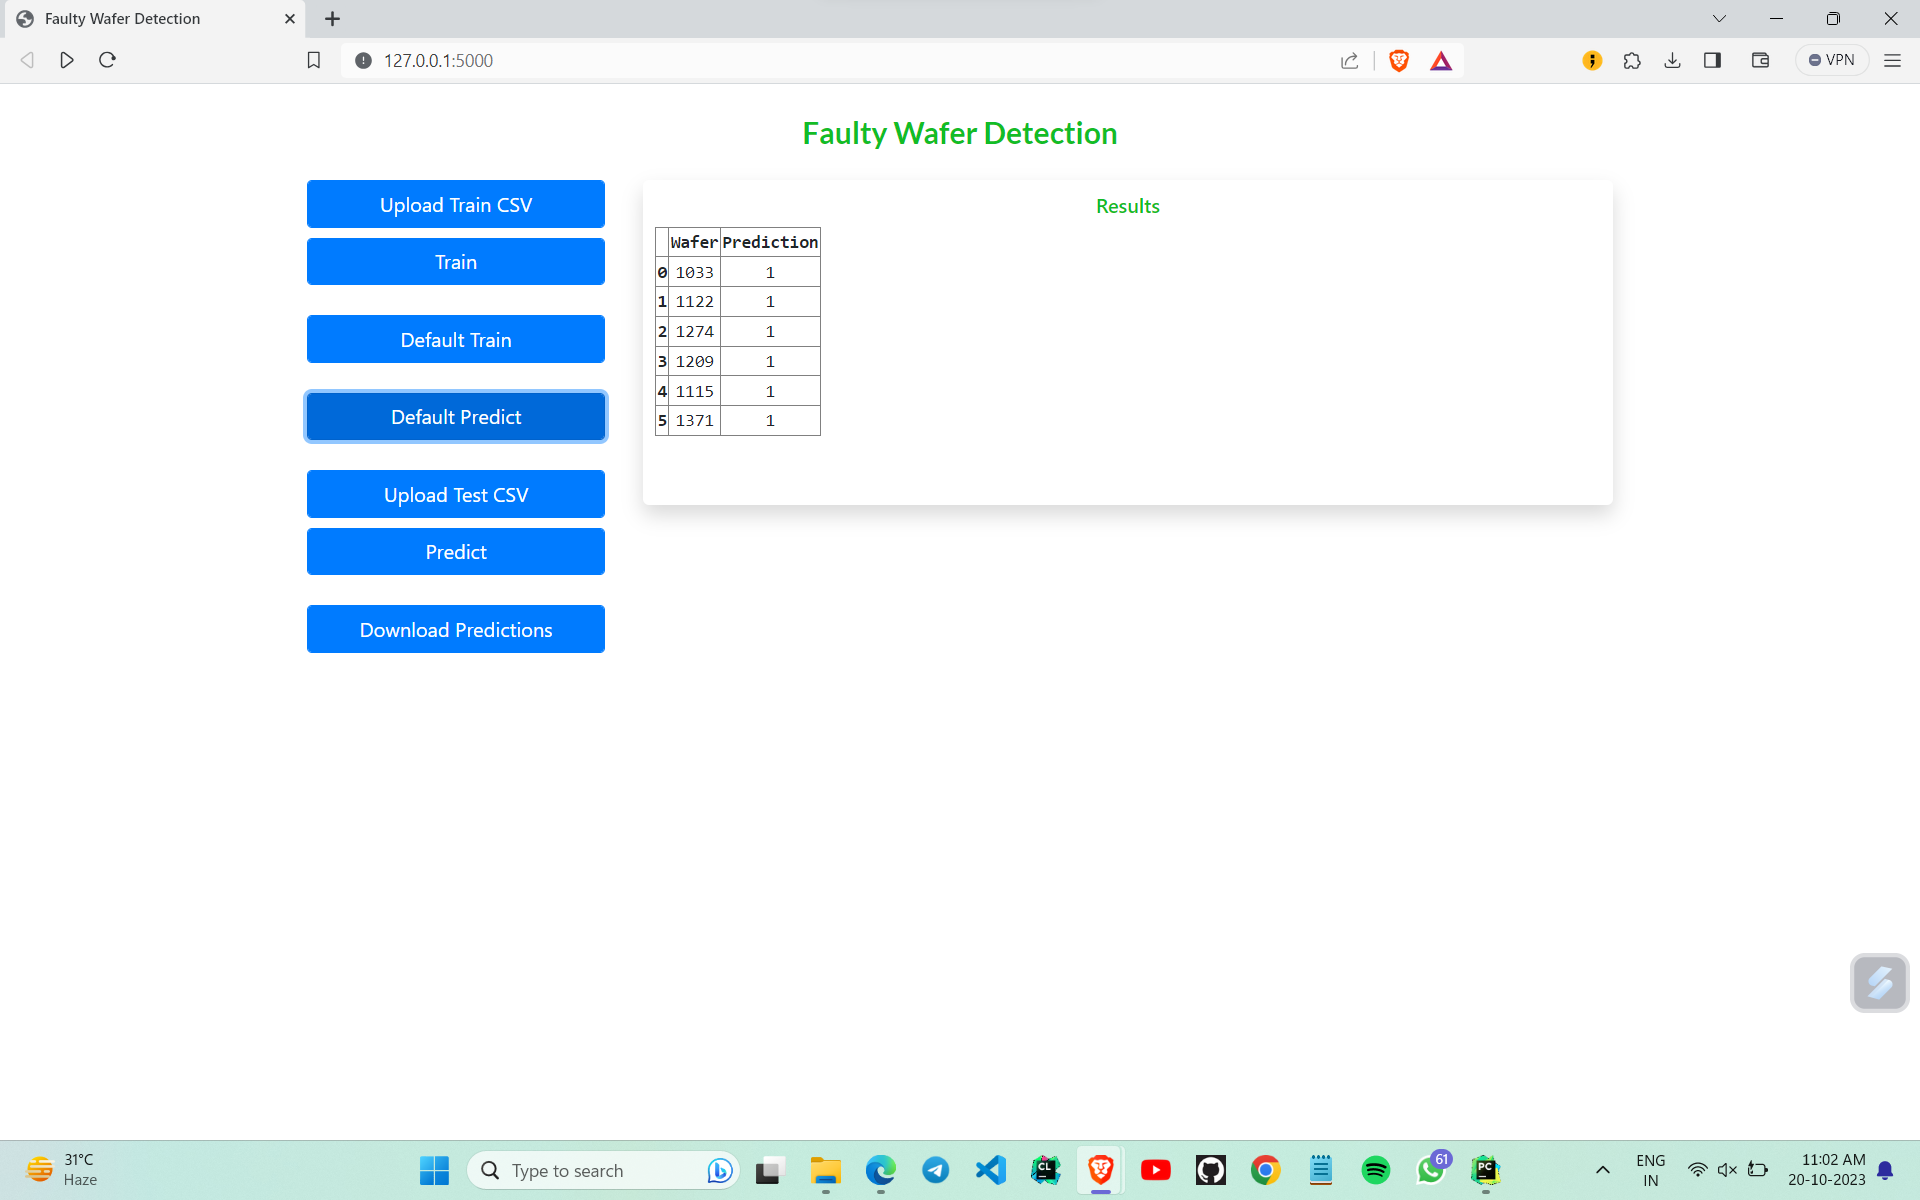 Faulty Wafer Detection
127.0.0.1:5000
VPN
Faulty Wafer Detection
Upload Train CSV
Train
Default Train
Default Predict
Upload Test CSV
Predict
Download Predictions
Results
Wafer Prediction
0 1033 1
1 1122 1
2 1274 1
3 1209 1
4 1115 1
5 1371 1
31°C
Haze
Type to search
CL
61
PC
ENG
IN
11:02 AM
20-10-2023